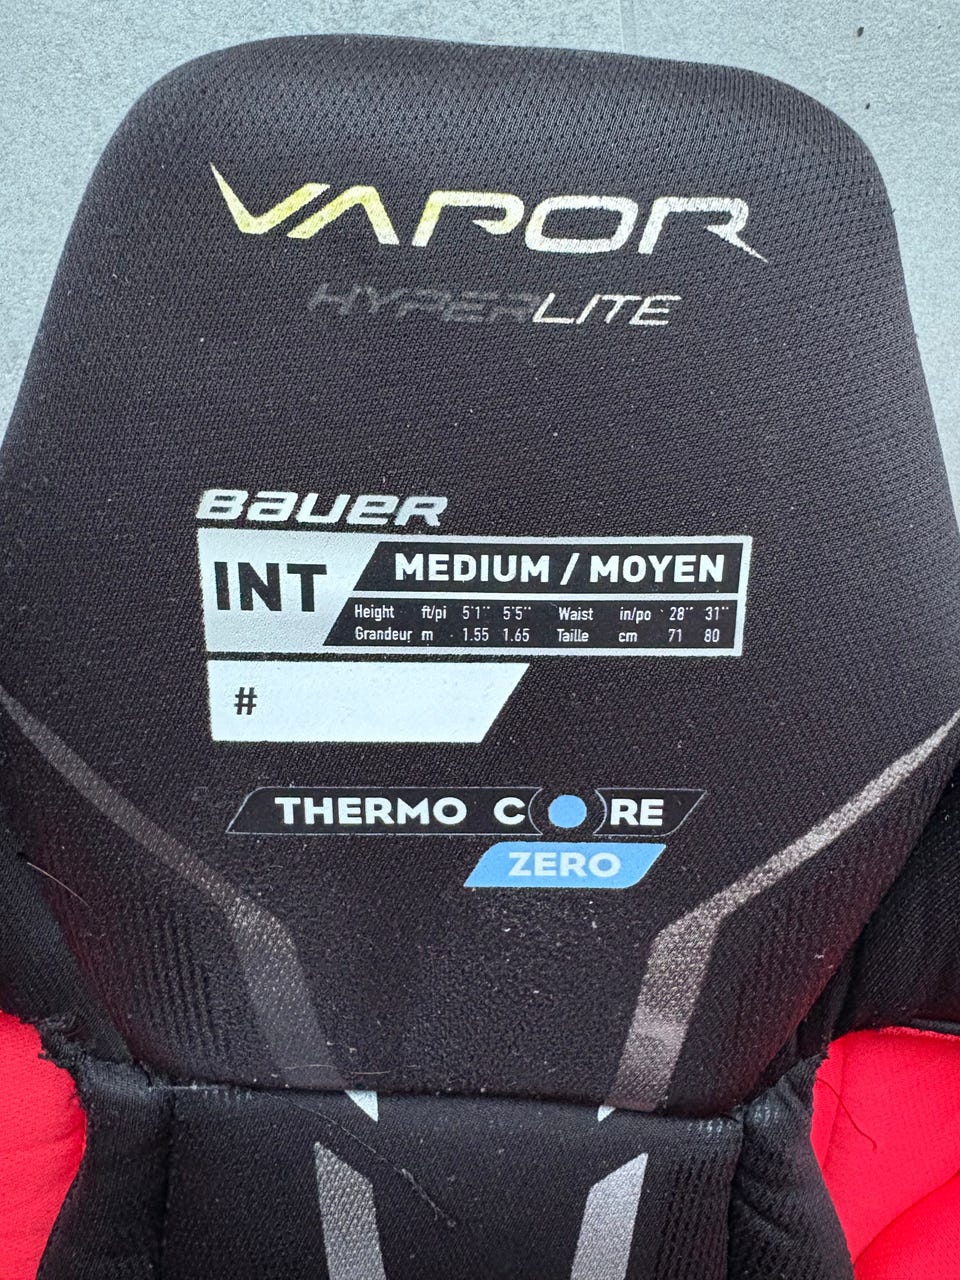 VAPOR
HYPERLITE
BAUER
INT MEDIUM / MOYEN
Height ft/pi 5'1" 5'5" Waist in/po 28" 31"
Grandeur m 1.55 1.65 Taille cm 71 80
#
THERMO CORE
ZERO